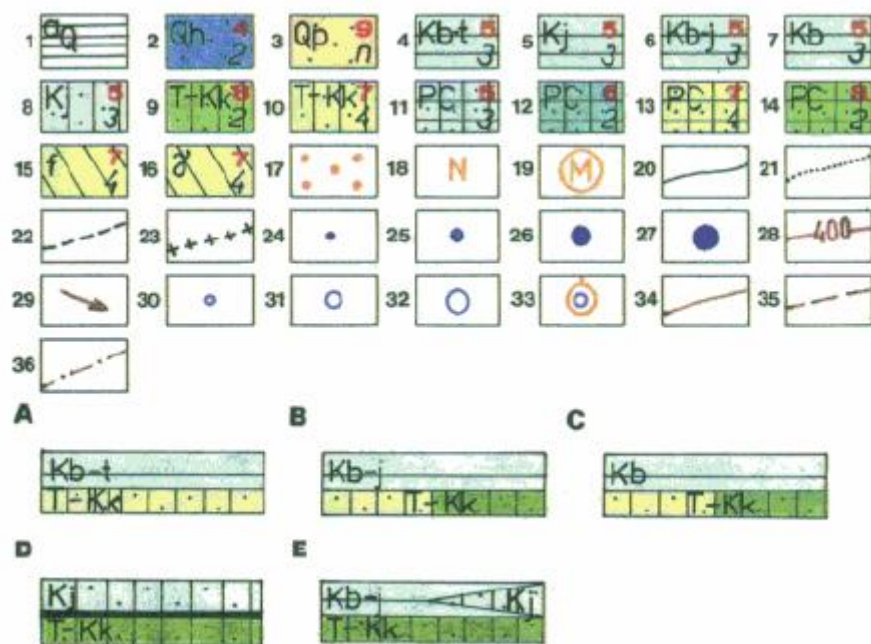 1 aQ 2 Qh 4 2 3 Qp 9 n 4 Kb-t 5 3 5 Kj 5 3 6 Kb-j 5 3 7 Kb 5 3
8 Kj 5 3 9 T-Kk 8 2 10 T-Kk 7 4 11 PC 5 3 12 PC 6 2 13 PC 7 4 14 PC 8 2
15 f 7 4 16 γ 7 4 17 18 N 19 M 20 21
22 23 24 25 26 27 28 400
29 30 31 32 33 34 35
36
A B C
Kb-t Kb-j Kb
T-Kk T-Kk T-Kk
D E
Kj Kb- Kj
T-Kk T-Kk